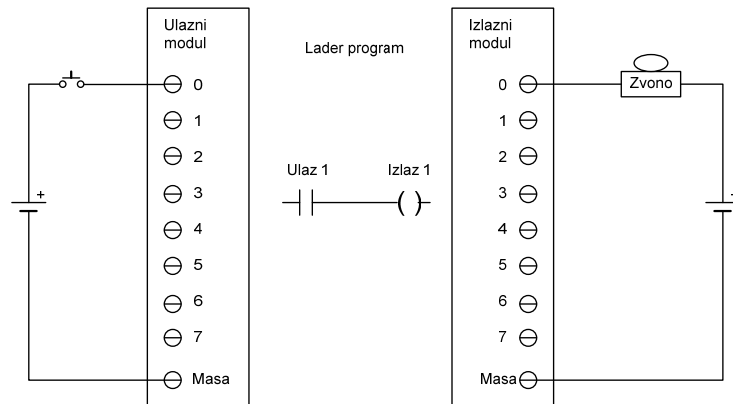 Ulazni
modul
0
1
2
3
4
5
6
7
Masa
+
Lader program
Ulaz 1
Izlaz 1
Izlazni
modul
0
1
2
3
4
5
6
7
Masa
Zvono